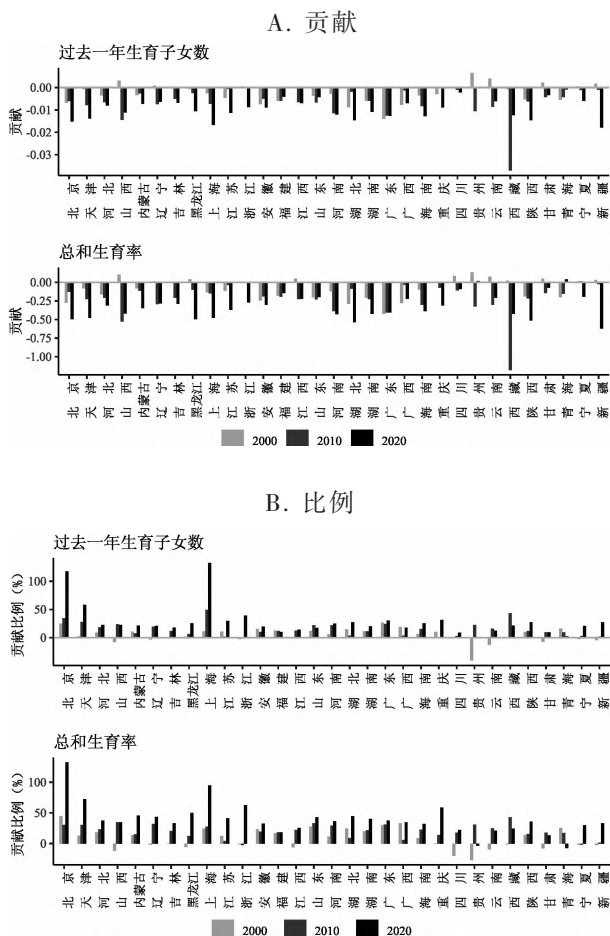 A. 贡献
过去一年生育子女数
贡献
0.00
-0.01
-0.02
-0.03
北京 天津 河北 山西 内蒙古 辽宁 吉林 黑龙江 上海 江苏 浙江 安徽 福建 江西 山东 河南 湖北 湖南 广东 广西 海南 重庆 四川 贵州 云南 西藏 陕西 甘肃 青海 宁夏 新疆
总和生育率
贡献
0.00
-0.25
-0.50
-0.75
-1.00
北京 天津 河北 山西 内蒙古 辽宁 吉林 黑龙江 上海 江苏 浙江 安徽 福建 江西 山东 河南 湖北 湖南 广东 广西 海南 重庆 四川 贵州 云南 西藏 陕西 甘肃 青海 宁夏 新疆
2000 2010 2020
B. 比例
过去一年生育子女数
贡献比例 (%)
100
50
0
北京 天津 河北 山西 内蒙古 辽宁 吉林 黑龙江 上海 江苏 浙江 安徽 福建 江西 山东 河南 湖北 湖南 广东 广西 海南 重庆 四川 贵州 云南 西藏 陕西 甘肃 青海 宁夏 新疆
总和生育率
贡献比例 (%)
100
50
0
北京 天津 河北 山西 内蒙古 辽宁 吉林 黑龙江 上海 江苏 浙江 安徽 福建 江西 山东 河南 湖北 湖南 广东 广西 海南 重庆 四川 贵州 云南 西藏 陕西 甘肃 青海 宁夏 新疆
2000 2010 2020